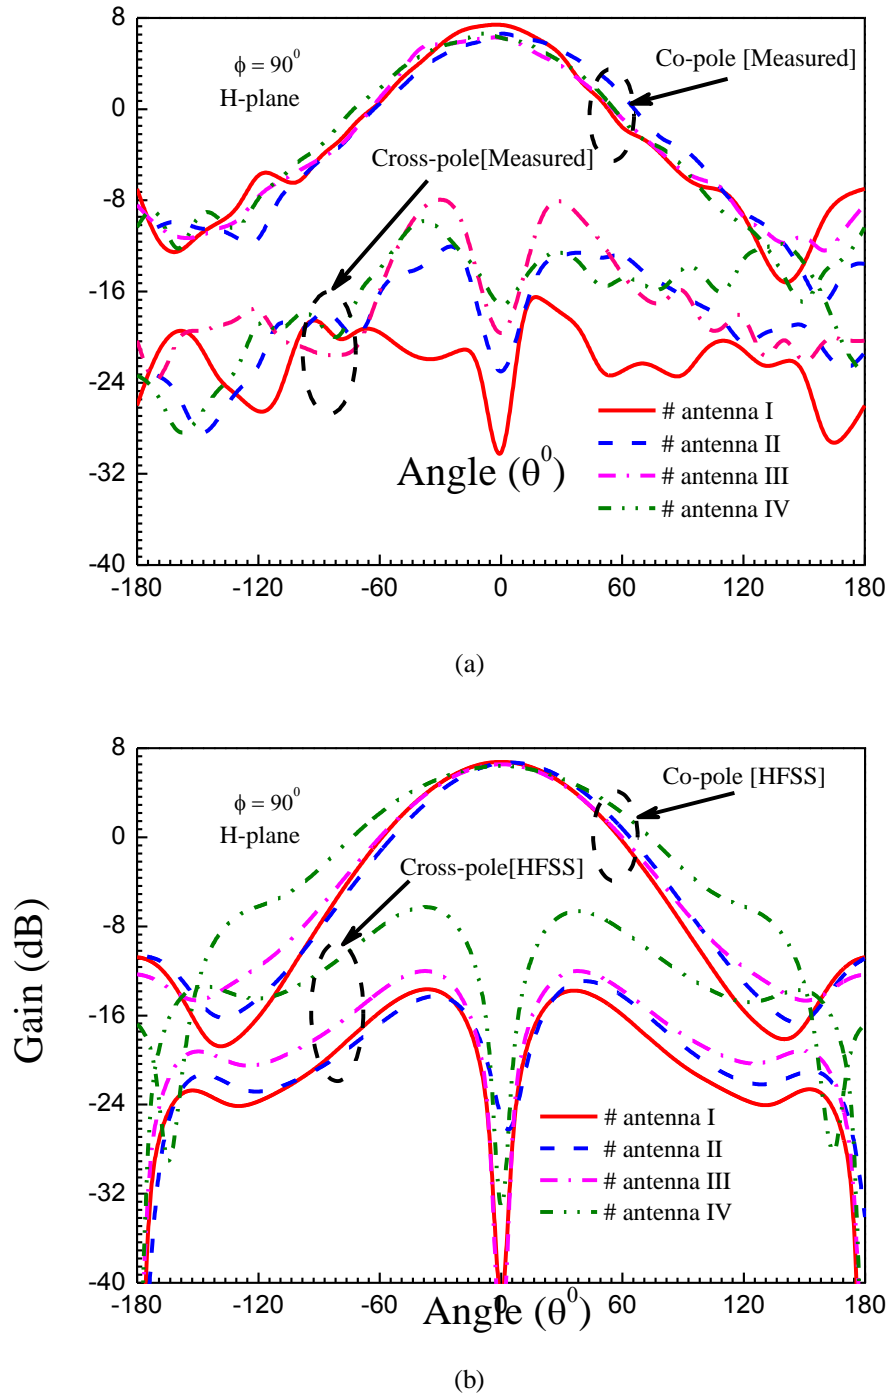 8
0
-8
-16
-24
-32
-40
ϕ = 90⁰
H-plane
Co-pole [Measured]
Cross-pole[Measured]
# antenna I
# antenna II
# antenna III
# antenna IV
Angle (θ⁰)
-180 -120 -60 0 60 120 180
(a)
Gain (dB)
8
0
-8
-16
-24
-32
-40
ϕ = 90⁰
H-plane
Co-pole [HFSS]
Cross-pole[HFSS]
# antenna I
# antenna II
# antenna III
# antenna IV
-180 -120 -60 0 60 120 180
Angle (θ⁰)
(b)